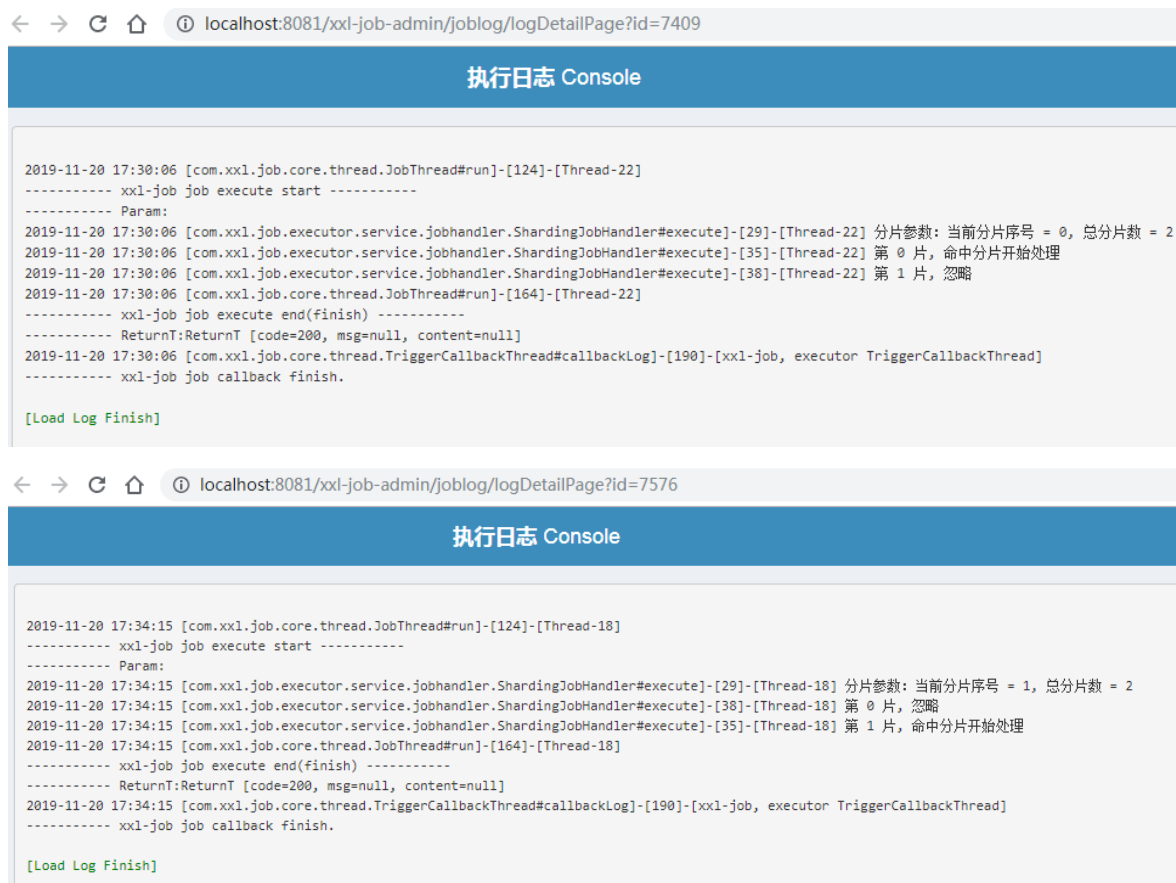 localhost:8081/xxl-job-admin/joblog/logDetailPage?id=7409
执行日志 Console
2019-11-20 17:30:06 [com.xxl.job.core.thread.JobThread#run]-[124]-[Thread-22]
----------- xxl-job job execute start -----------
----------- Param:
2019-11-20 17:30:06 [com.xxl.job.executor.service.jobhandler.ShardingJobHandler#execute]-[29]-[Thread-22] 分片参数：当前分片序号 = 0, 总分片数 = 2
2019-11-20 17:30:06 [com.xxl.job.executor.service.jobhandler.ShardingJobHandler#execute]-[35]-[Thread-22] 第 0 片, 命中分片开始处理
2019-11-20 17:30:06 [com.xxl.job.executor.service.jobhandler.ShardingJobHandler#execute]-[38]-[Thread-22] 第 1 片, 忽略
2019-11-20 17:30:06 [com.xxl.job.core.thread.JobThread#run]-[164]-[Thread-22]
----------- xxl-job job execute end(finish) -----------
----------- ReturnT:ReturnT [code=200, msg=null, content=null]
2019-11-20 17:30:06 [com.xxl.job.core.thread.TriggerCallbackThread#callbackLog]-[190]-[xxl-job, executor TriggerCallbackThread]
----------- xxl-job job callback finish.
[Load Log Finish]
localhost:8081/xxl-job-admin/joblog/logDetailPage?id=7576
执行日志 Console
2019-11-20 17:34:15 [com.xxl.job.core.thread.JobThread#run]-[124]-[Thread-18]
----------- xxl-job job execute start -----------
----------- Param:
2019-11-20 17:34:15 [com.xxl.job.executor.service.jobhandler.ShardingJobHandler#execute]-[29]-[Thread-18] 分片参数：当前分片序号 = 1, 总分片数 = 2
2019-11-20 17:34:15 [com.xxl.job.executor.service.jobhandler.ShardingJobHandler#execute]-[38]-[Thread-18] 第 0 片, 忽略
2019-11-20 17:34:15 [com.xxl.job.executor.service.jobhandler.ShardingJobHandler#execute]-[35]-[Thread-18] 第 1 片, 命中分片开始处理
2019-11-20 17:34:15 [com.xxl.job.core.thread.JobThread#run]-[164]-[Thread-18]
----------- xxl-job job execute end(finish) -----------
----------- ReturnT:ReturnT [code=200, msg=null, content=null]
2019-11-20 17:34:15 [com.xxl.job.core.thread.TriggerCallbackThread#callbackLog]-[190]-[xxl-job, executor TriggerCallbackThread]
----------- xxl-job job callback finish.
[Load Log Finish]